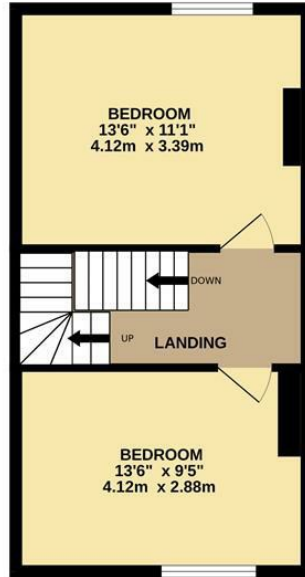 BEDROOM
13'6" x 11'1"
4.12m x 3.39m
DOWN
UP
LANDING
BEDROOM
13'6" x 9'5"
4.12m x 2.88m